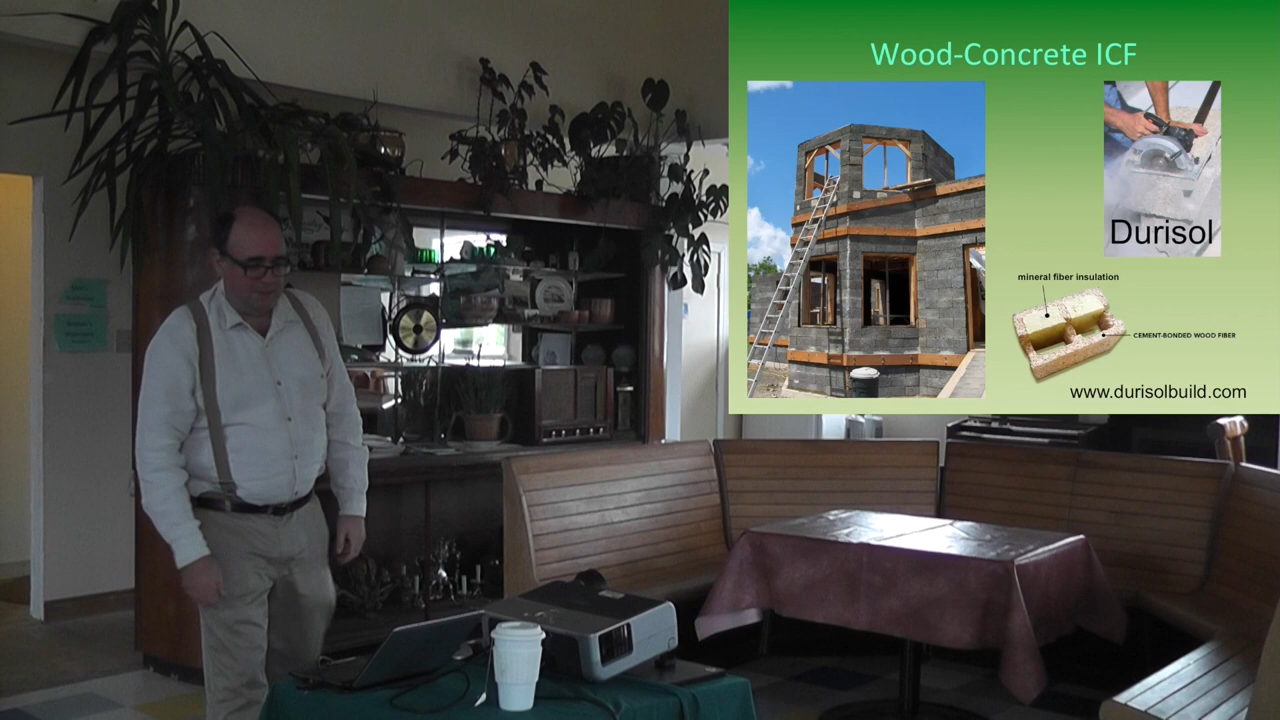 Wood-Concrete ICF
Durisol
mineral fiber insulation
CEMENT-BONDED WOOD FIBER
www.durisolbuild.com